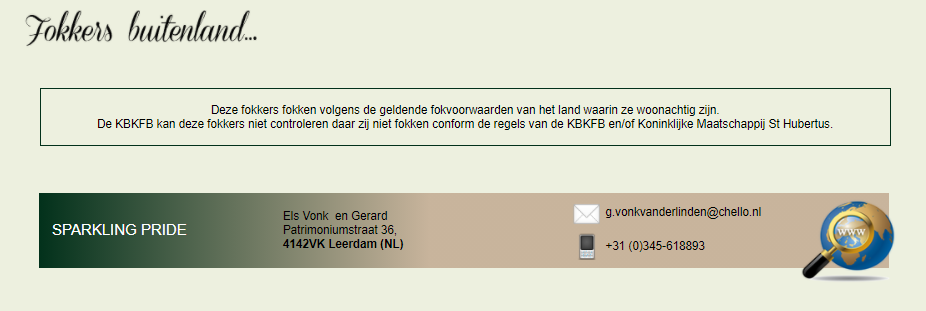 Fokkers buitenland...
Deze fokkers fokken volgens de geldende fokvoorwaarden van het land waarin ze woonachtig zijn.
De KBKFB kan deze fokkers niet controleren daar zij niet fokken conform de regels van de KBKFB en/of Koninklijke Maatschappij St Hubertus.
SPARKLING PRIDE
Els Vonk en Gerard
Patrimoniumstraat 36,
4142VK Leerdam (NL)
g.vonkvanderlinden@chello.nl
+31 (0)345-618893
WWW